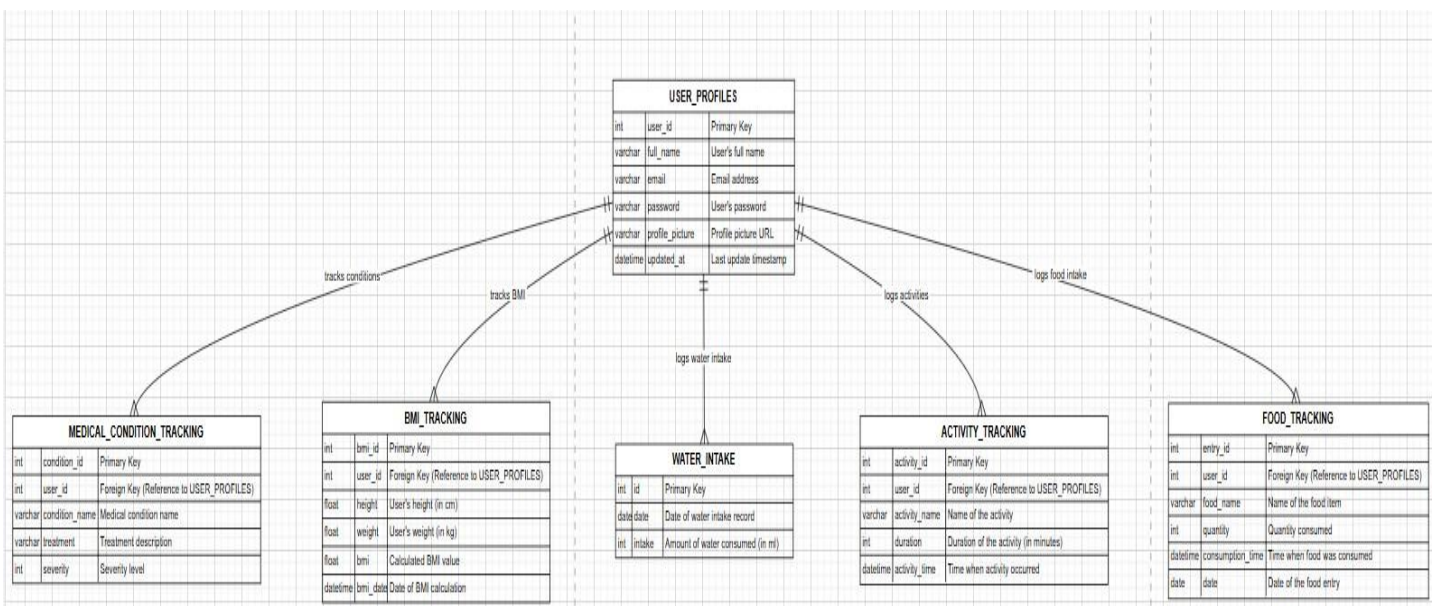 USER_PROFILES
int user_id Primary Key
varchar full_name User's full name
varchar email Email address
varchar password User's password
varchar profile_picture Profile picture URL
datetime updated_at Last update timestamp
tracks conditions
tracks BMI
logs water intake
logs activities
logs food intake
MEDICAL_CONDITION_TRACKING
int condition_id Primary Key
int user_id Foreign Key (Reference to USER_PROFILES)
varchar condition_name Medical condition name
varchar treatment Treatment description
int severity Severity level
BMI_TRACKING
int bmi_id Primary Key
int user_id Foreign Key (Reference to USER_PROFILES)
float height User's height (in cm)
float weight User's weight (in kg)
float bmi Calculated BMI value
datetime bmi_date Date of BMI calculation
WATER_INTAKE
int id Primary Key
date date Date of water intake record
int intake Amount of water consumed (in ml)
ACTIVITY_TRACKING
int activity_id Primary Key
int user_id Foreign Key (Reference to USER_PROFILES)
varchar activity_name Name of the activity
int duration Duration of the activity (in minutes)
datetime activity_time Time when activity occurred
FOOD_TRACKING
int entry_id Primary Key
int user_id Foreign Key (Reference to USER_PROFILES)
varchar food_name Name of the food item
int quantity Quantity consumed
datetime consumption_time Time when food was consumed
date date Date of the food entry